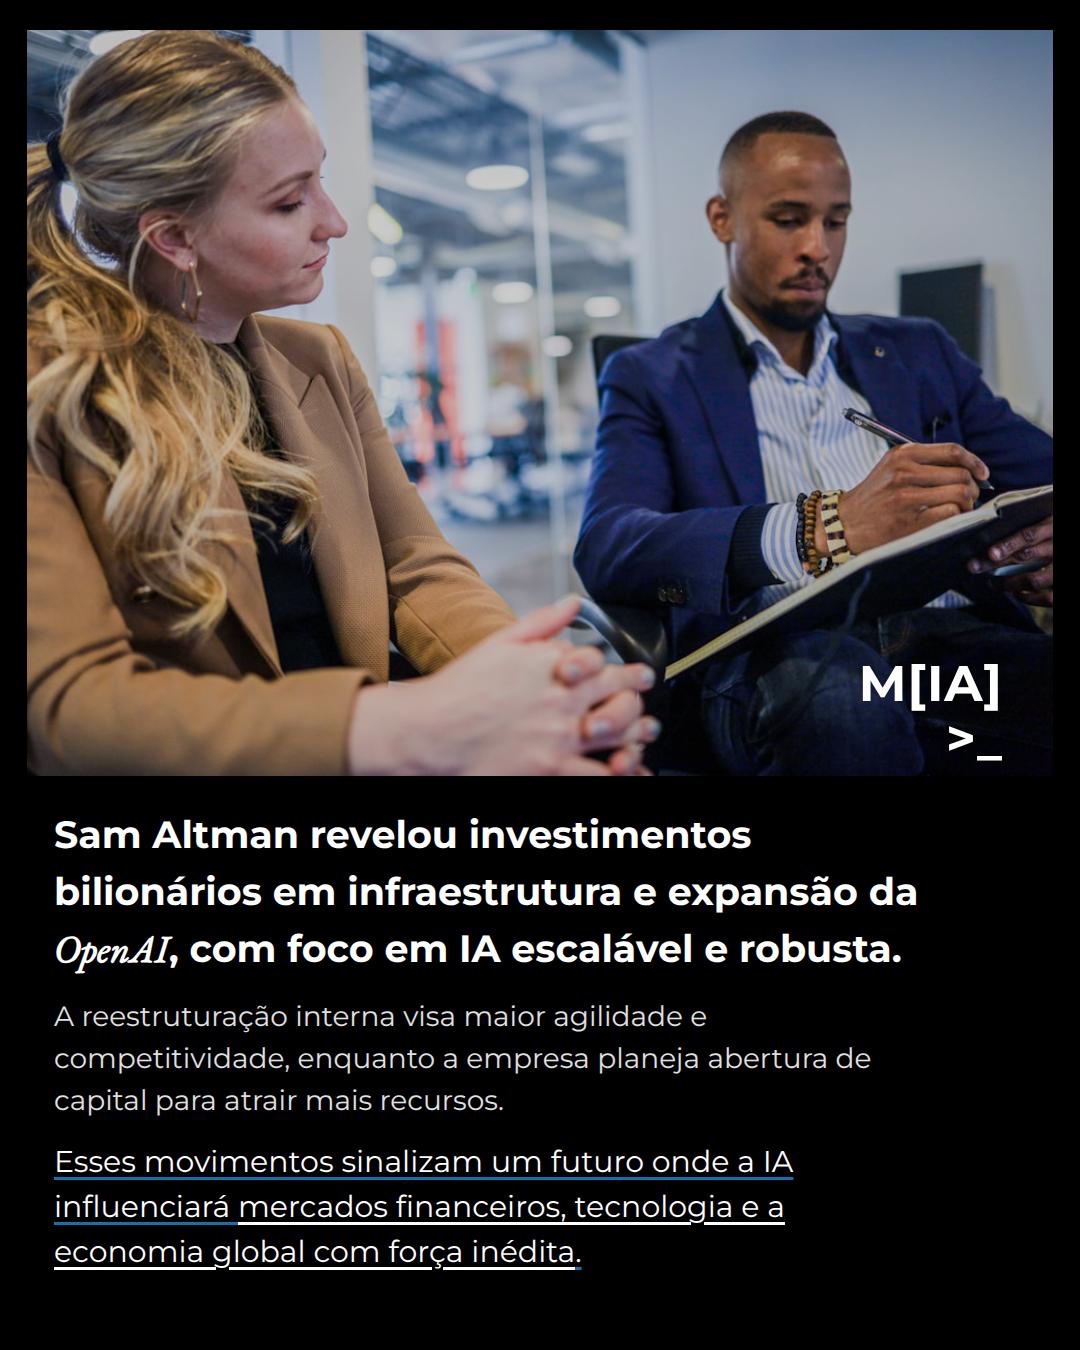 M[IA]
>_
Sam Altman revelou investimentos
bilionários em infraestrutura e expansão da
OpenAI, com foco em IA escalável e robusta.
A reestruturação interna visa maior agilidade e
competitividade, enquanto a empresa planeja abertura de
capital para atrair mais recursos.
Esses movimentos sinalizam um futuro onde a IA
influenciará mercados financeiros, tecnologia e a
economia global com força inédita.